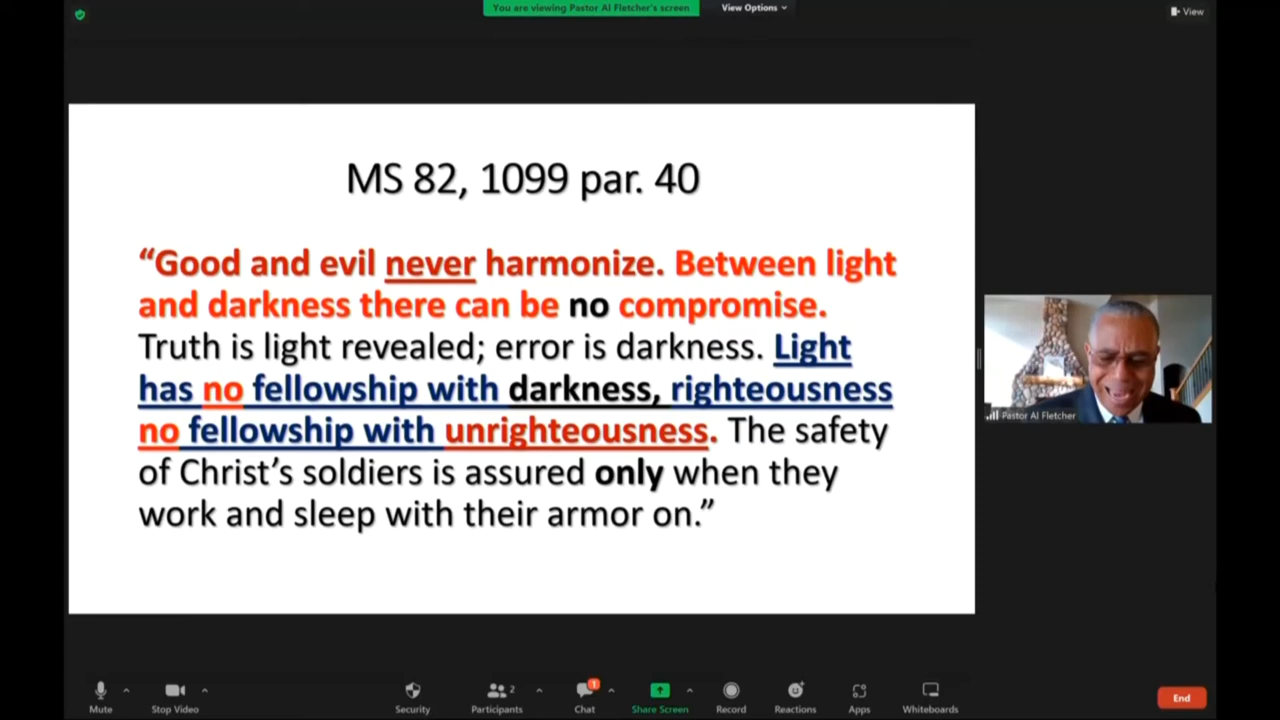 You are viewing Pastor Al Fletcher's screen
View Options
View
MS 82, 1099 par. 40
“Good and evil never harmonize. Between light
and darkness there can be no compromise.
Truth is light revealed; error is darkness. Light
has no fellowship with darkness, righteousness
no fellowship with unrighteousness. The safety
of Christ’s soldiers is assured only when they
work and sleep with their armor on.”
Pastor Al Fletcher
Mute
Stop Video
Security
2
Participants
1
Chat
Share Screen
Record
Reactions
Apps
Whiteboards
End